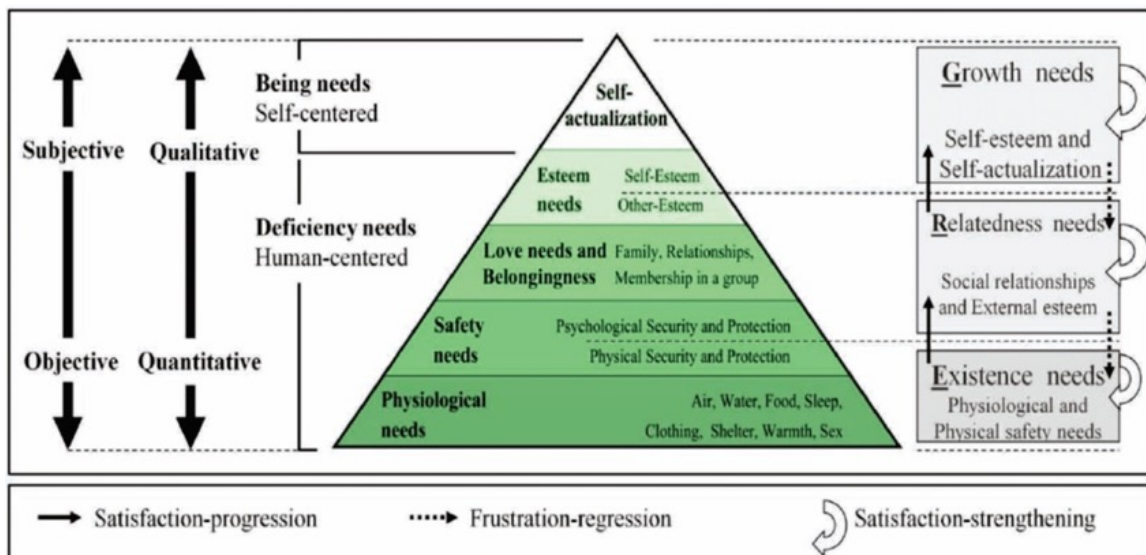 Subjective
Qualitative
Objective
Quantitative
Being needs
Self-centered
Deficiency needs
Human-centered
Self-
actualization
Esteem
needs
Self-Esteem
Other-Esteem
Love needs and
Belongingness
Family, Relationships,
Membership in a group
Safety
needs
Psychological Security and Protection
Physical Security and Protection
Physiological
needs
Air, Water, Food, Sleep,
Clothing, Shelter, Warmth, Sex
Growth needs
Self-esteem and
Self-actualization
Relatedness needs
Social relationships
and External esteem
Existence needs
Physiological and
Physical safety needs
Satisfaction-progression
Frustration-regression
Satisfaction-strengthening